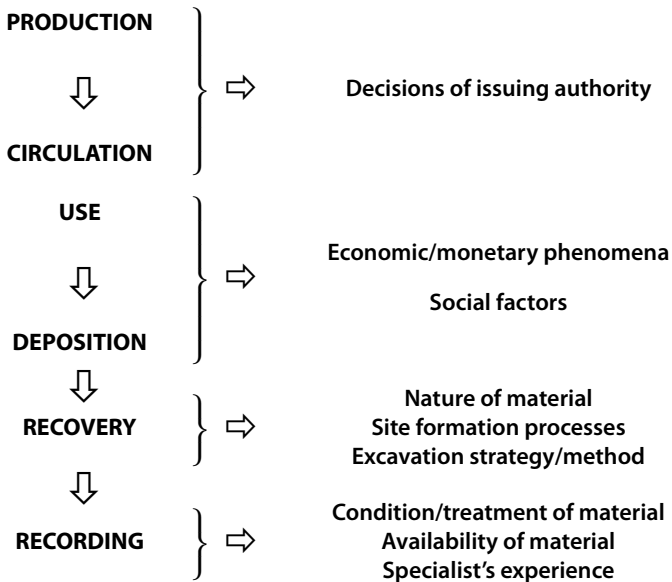 PRODUCTION
CIRCULATION
Decisions of issuing authority
USE
DEPOSITION
Economic/monetary phenomena
Social factors
RECOVERY
Nature of material
Site formation processes
Excavation strategy/method
RECORDING
Condition/treatment of material
Availability of material
Specialist's experience